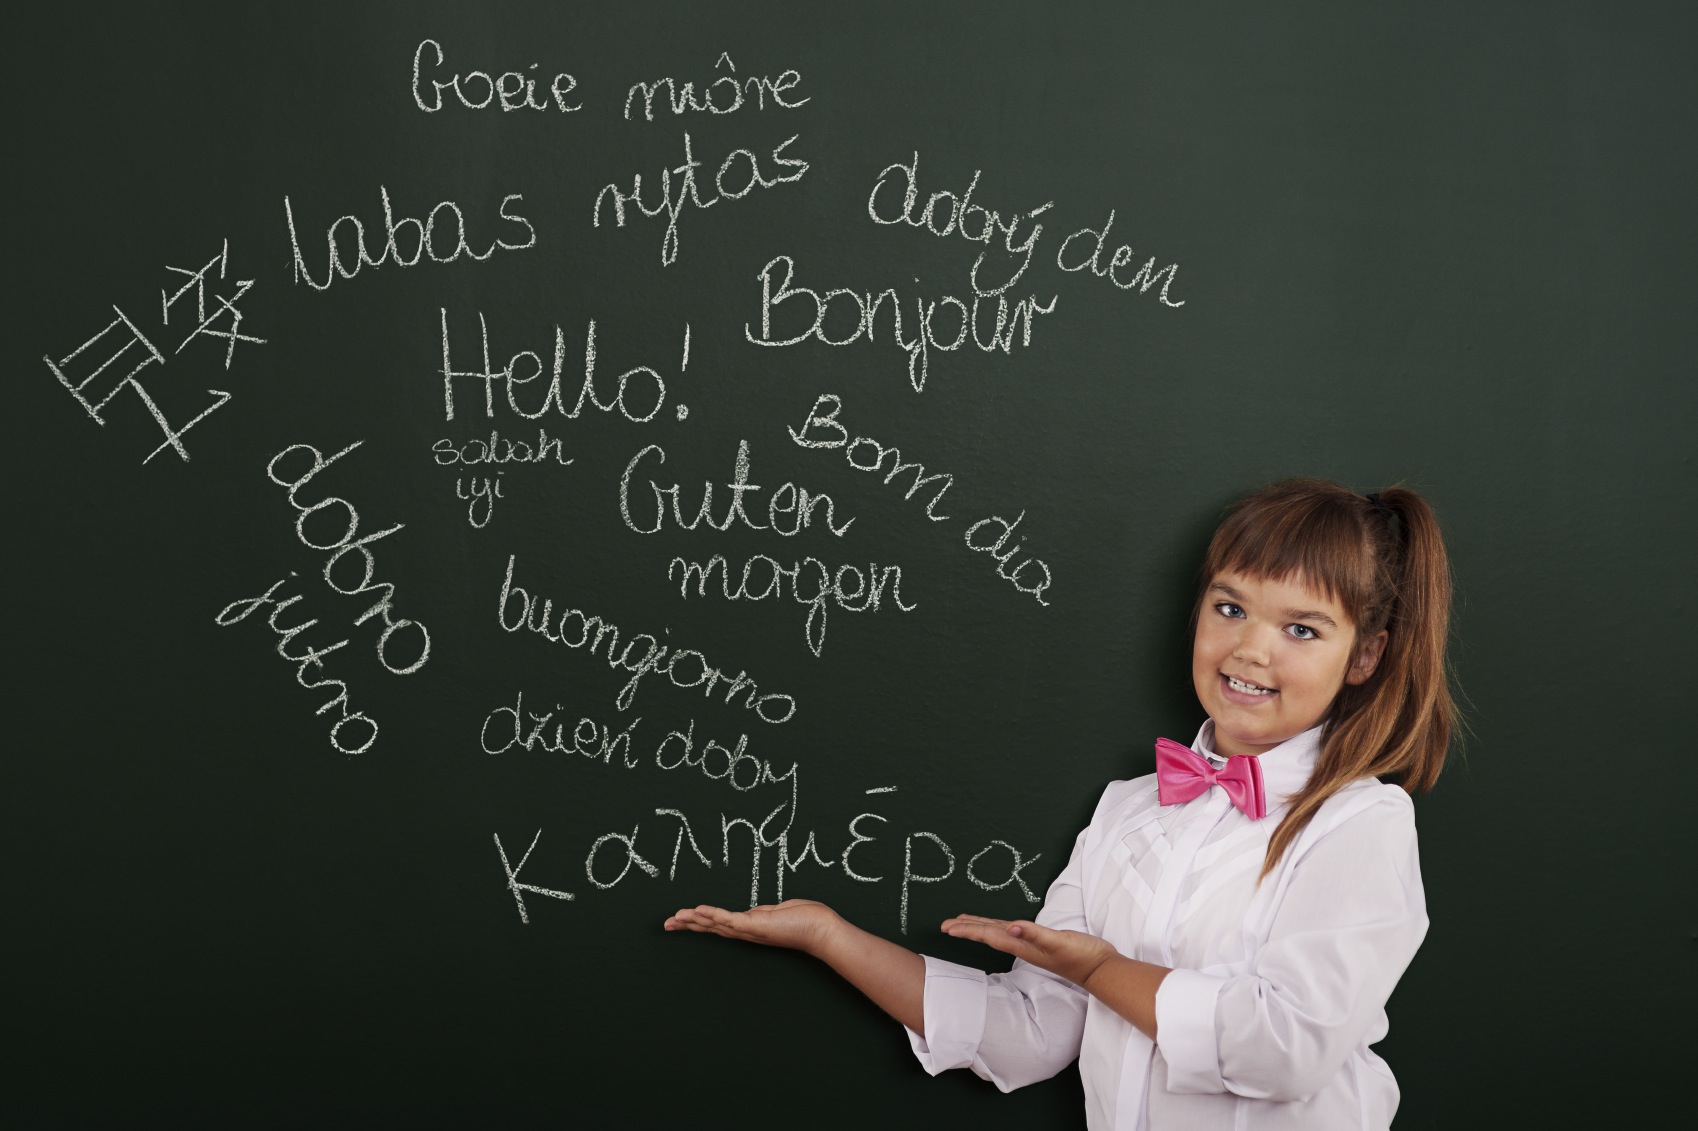 Goeie môre
labas rytas
dobrý den
早安
Bonjour
Hello!
sabah
iyi
Bom dia
Guten
morgen
dobro
jutro
buongiorno
dzień doby
καλημέρα